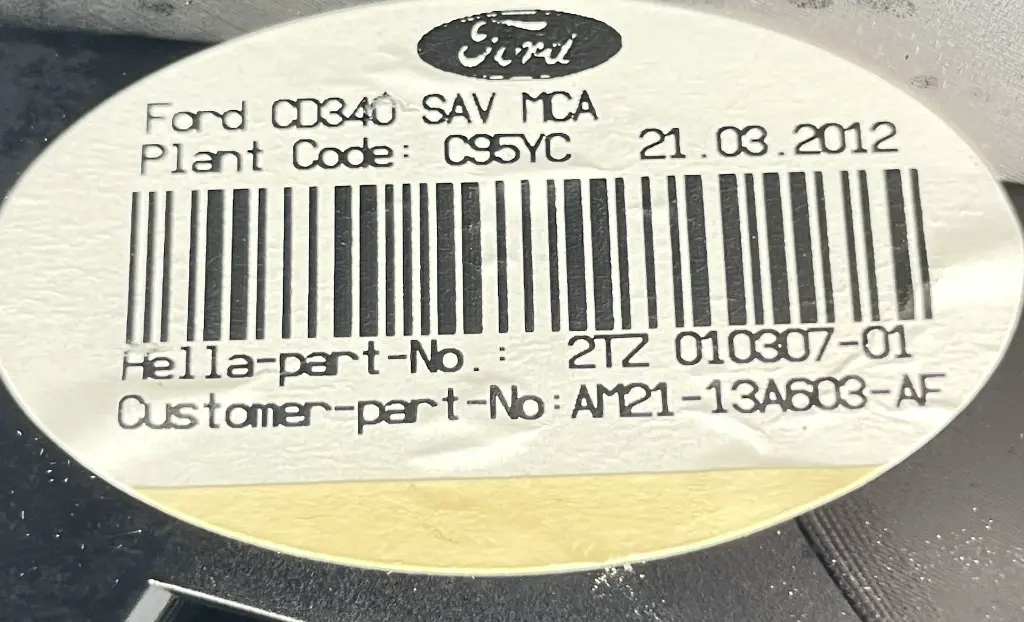 Ford
Ford CD340 SAV MCA
Plant Code: C95YC 21.03.2012
Hella-part-No.: 2TZ 010307-01
Customer-part-No:AM21-13A603-AF